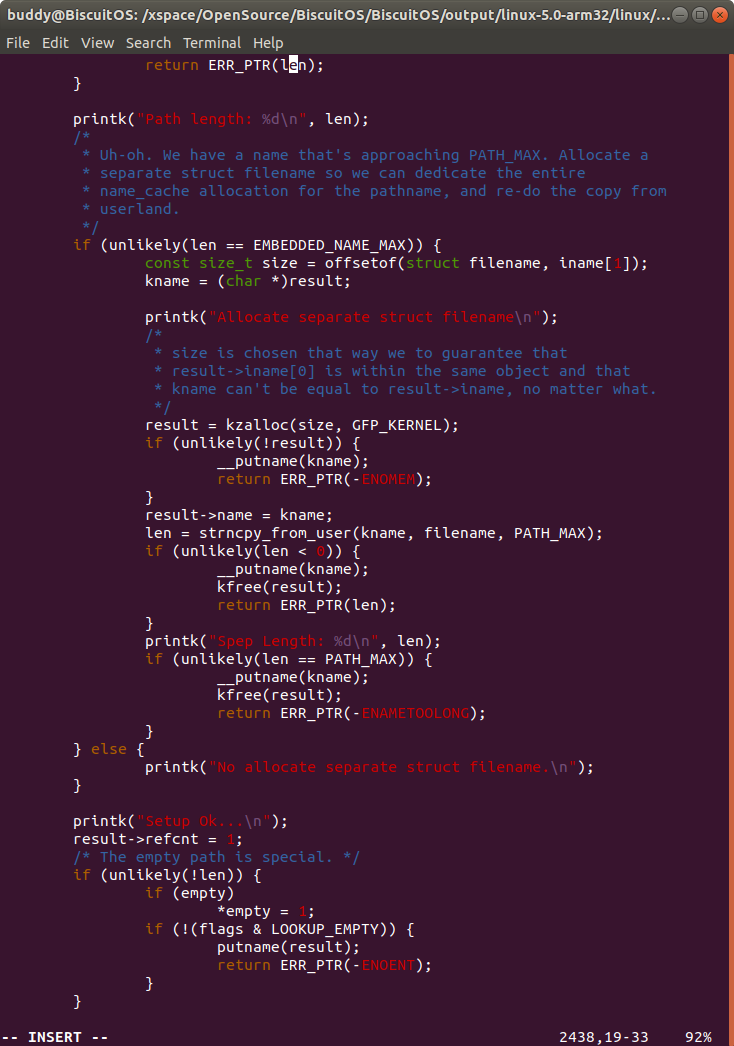 buddy@BiscuitOS: /xspace/OpenSource/BiscuitOS/BiscuitOS/output/linux-5.0-arm32/linux/...
File Edit View Search Terminal Help
                return ERR_PTR(len);
        }

        printk("Path length: %d\n", len);
        /*
         * Uh-oh. We have a name that's approaching PATH_MAX. Allocate a
         * separate struct filename so we can dedicate the entire
         * name_cache allocation for the pathname, and re-do the copy from
         * userland.
         */
        if (unlikely(len == EMBEDDED_NAME_MAX)) {
                const size_t size = offsetof(struct filename, iname[1]);
                kname = (char *)result;

                printk("Allocate separate struct filename\n");
                /*
                 * size is chosen that way we to guarantee that
                 * result->iname[0] is within the same object and that
                 * kname can't be equal to result->iname, no matter what.
                 */
                result = kzalloc(size, GFP_KERNEL);
                if (unlikely(!result)) {
                        __putname(kname);
                        return ERR_PTR(-ENOMEM);
                }
                result->name = kname;
                len = strncpy_from_user(kname, filename, PATH_MAX);
                if (unlikely(len < 0)) {
                        __putname(kname);
                        kfree(result);
                        return ERR_PTR(len);
                }
                printk("Spep Length: %d\n", len);
                if (unlikely(len == PATH_MAX)) {
                        __putname(kname);
                        kfree(result);
                        return ERR_PTR(-ENAMETOOLONG);
                }
        } else {
                printk("No allocate separate struct filename.\n");
        }

        printk("Setup Ok...\n");
        result->refcnt = 1;
        /* The empty path is special. */
        if (unlikely(!len)) {
                if (empty)
                        *empty = 1;
                if (!(flags & LOOKUP_EMPTY)) {
                        putname(result);
                        return ERR_PTR(-ENOENT);
                }
        }

-- INSERT -- 2438,19-33 92%